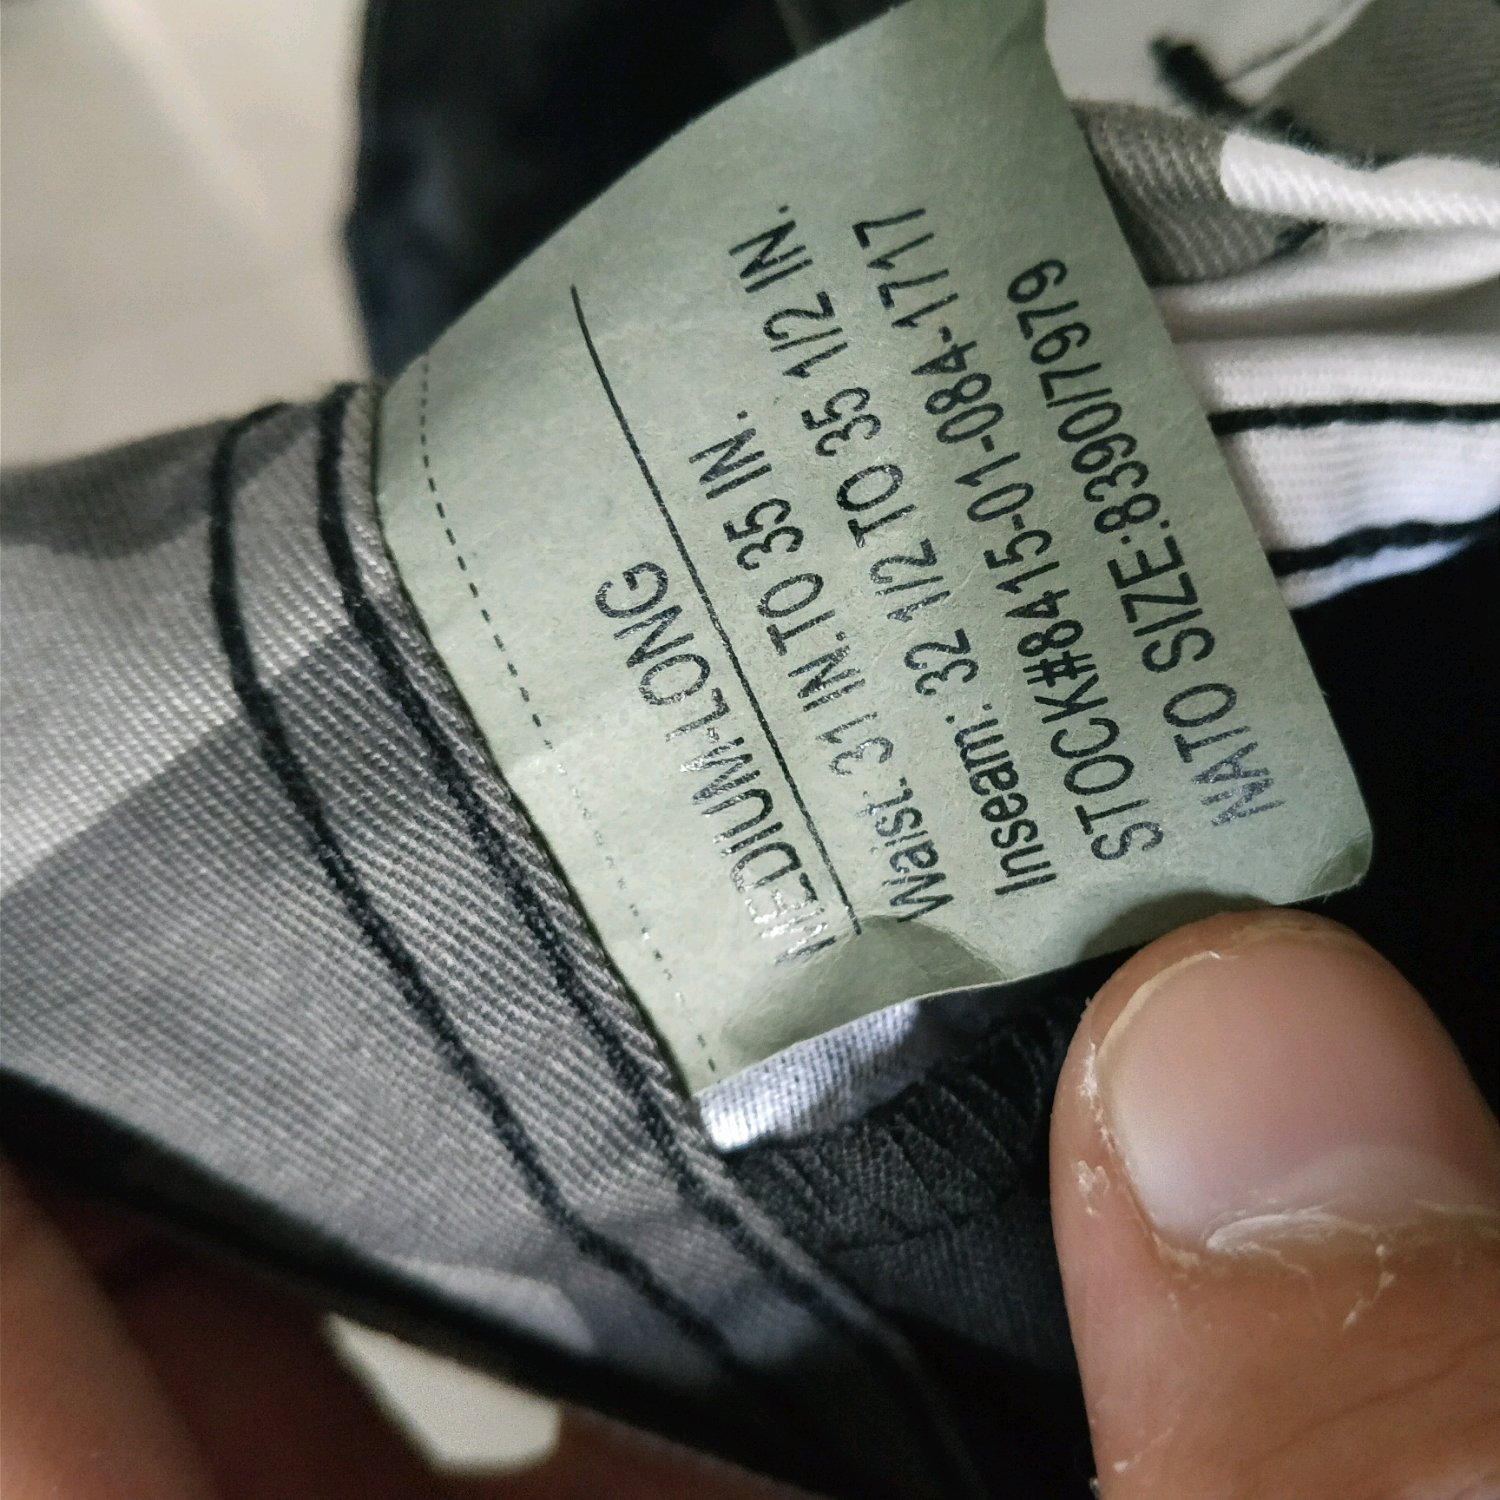 MEDIUM-LONG
Waist: 31 IN.TO 35 IN.
Inseam: 32 1/2 TO 35 1/2 IN.
STOCK#8415-01-084-1717
NATO SIZE:8390/7979